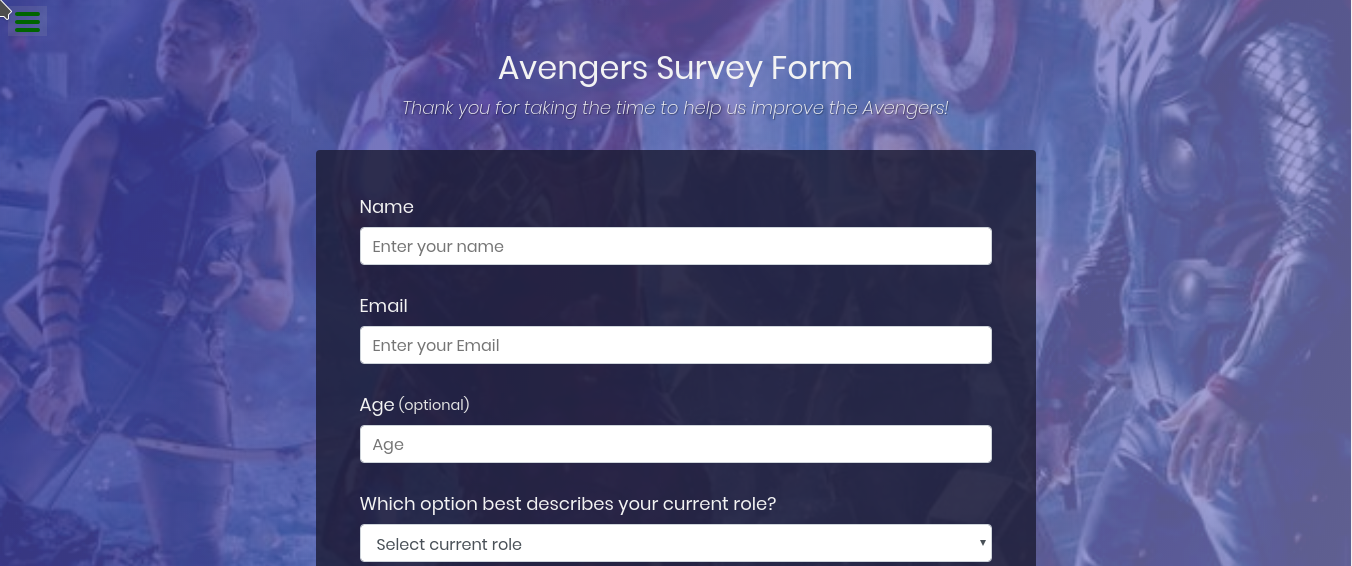 Avengers Survey Form
Thank you for taking the time to help us improve the Avengers!
Name
Enter your name
Email
Enter your Email
Age (optional)
Age
Which option best describes your current role?
Select current role